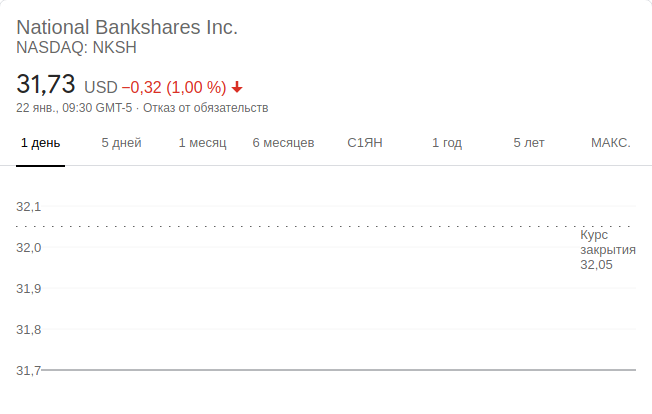 National Bankshares Inc.
NASDAQ: NKSH
31,73 USD −0,32 (1,00 %)
22 янв., 09:30 GMT-5 · Отказ от обязательств
1 день 5 дней 1 месяц 6 месяцев С1ЯН 1 год 5 лет МАКС.
32,1
Курс
закрытия
32,05
32,0
31,9
31,8
31,7